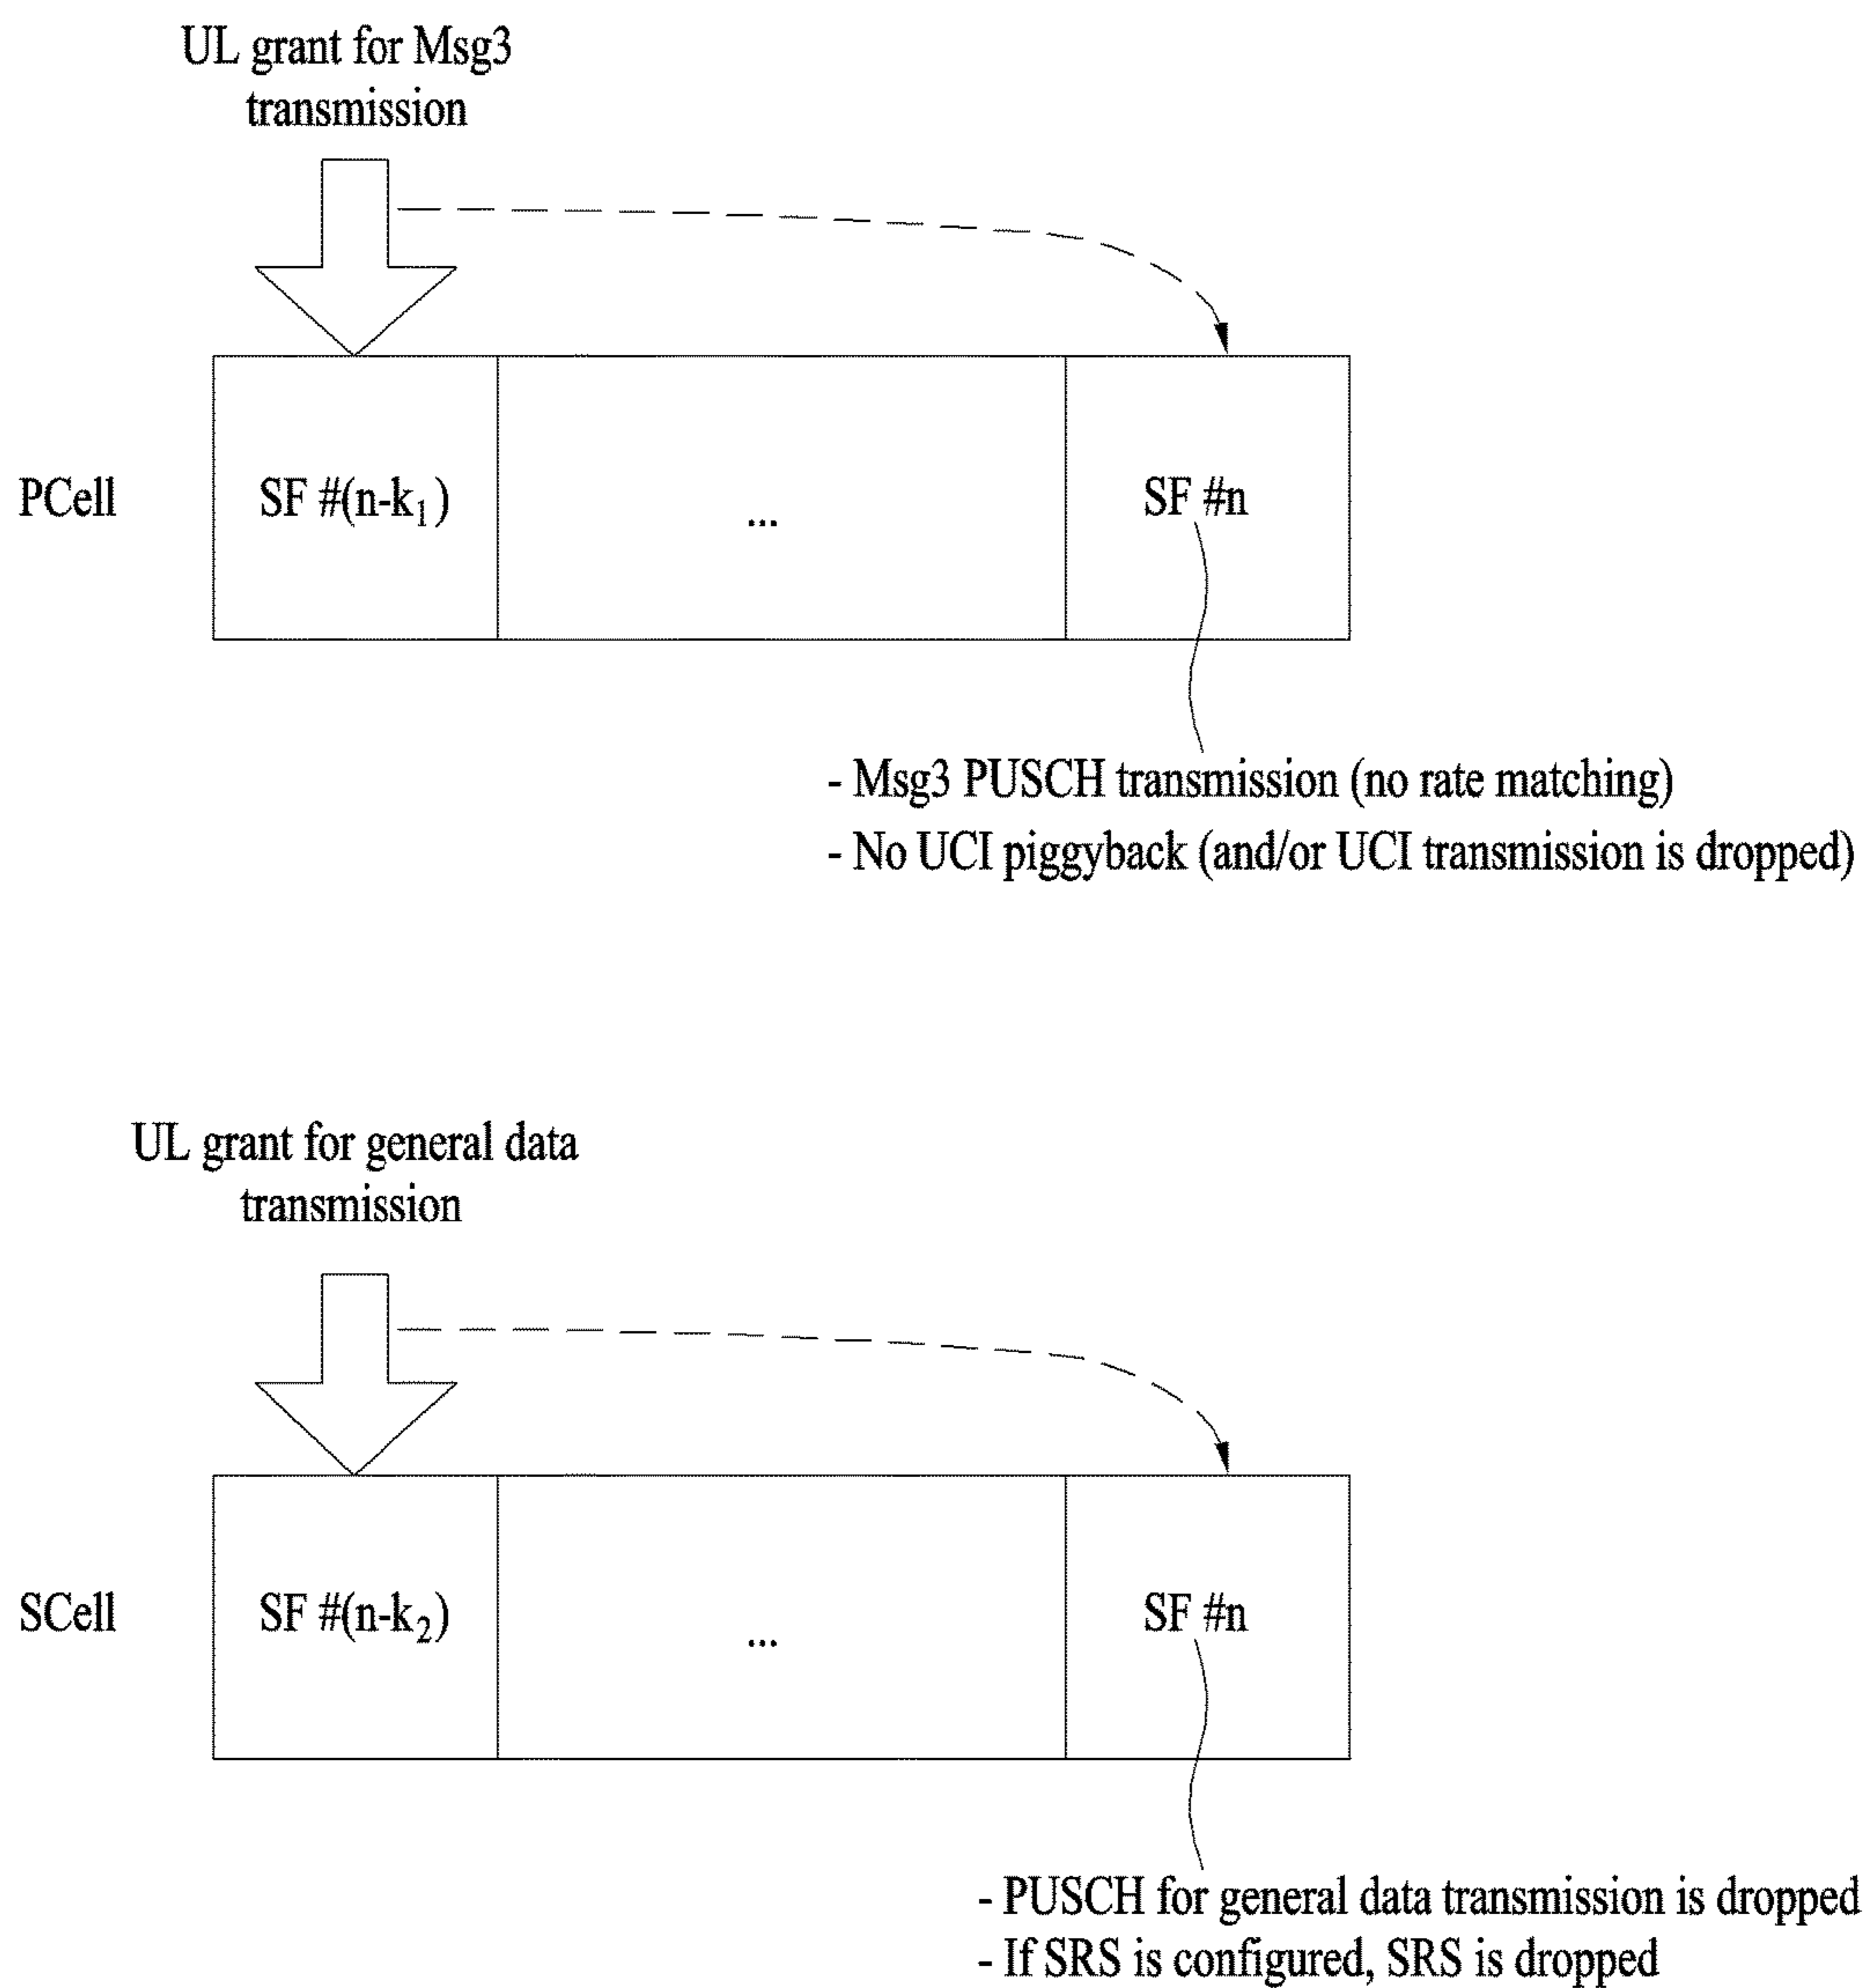 UL grant for Msg3
transmission
PCell
SF #(n-k₁)
...
SF #n
- Msg3 PUSCH transmission (no rate matching)
- No UCI piggyback (and/or UCI transmission is dropped)
UL grant for general data
transmission
SCell
SF #(n-k₂)
...
SF #n
- PUSCH for general data transmission is dropped
- If SRS is configured, SRS is dropped